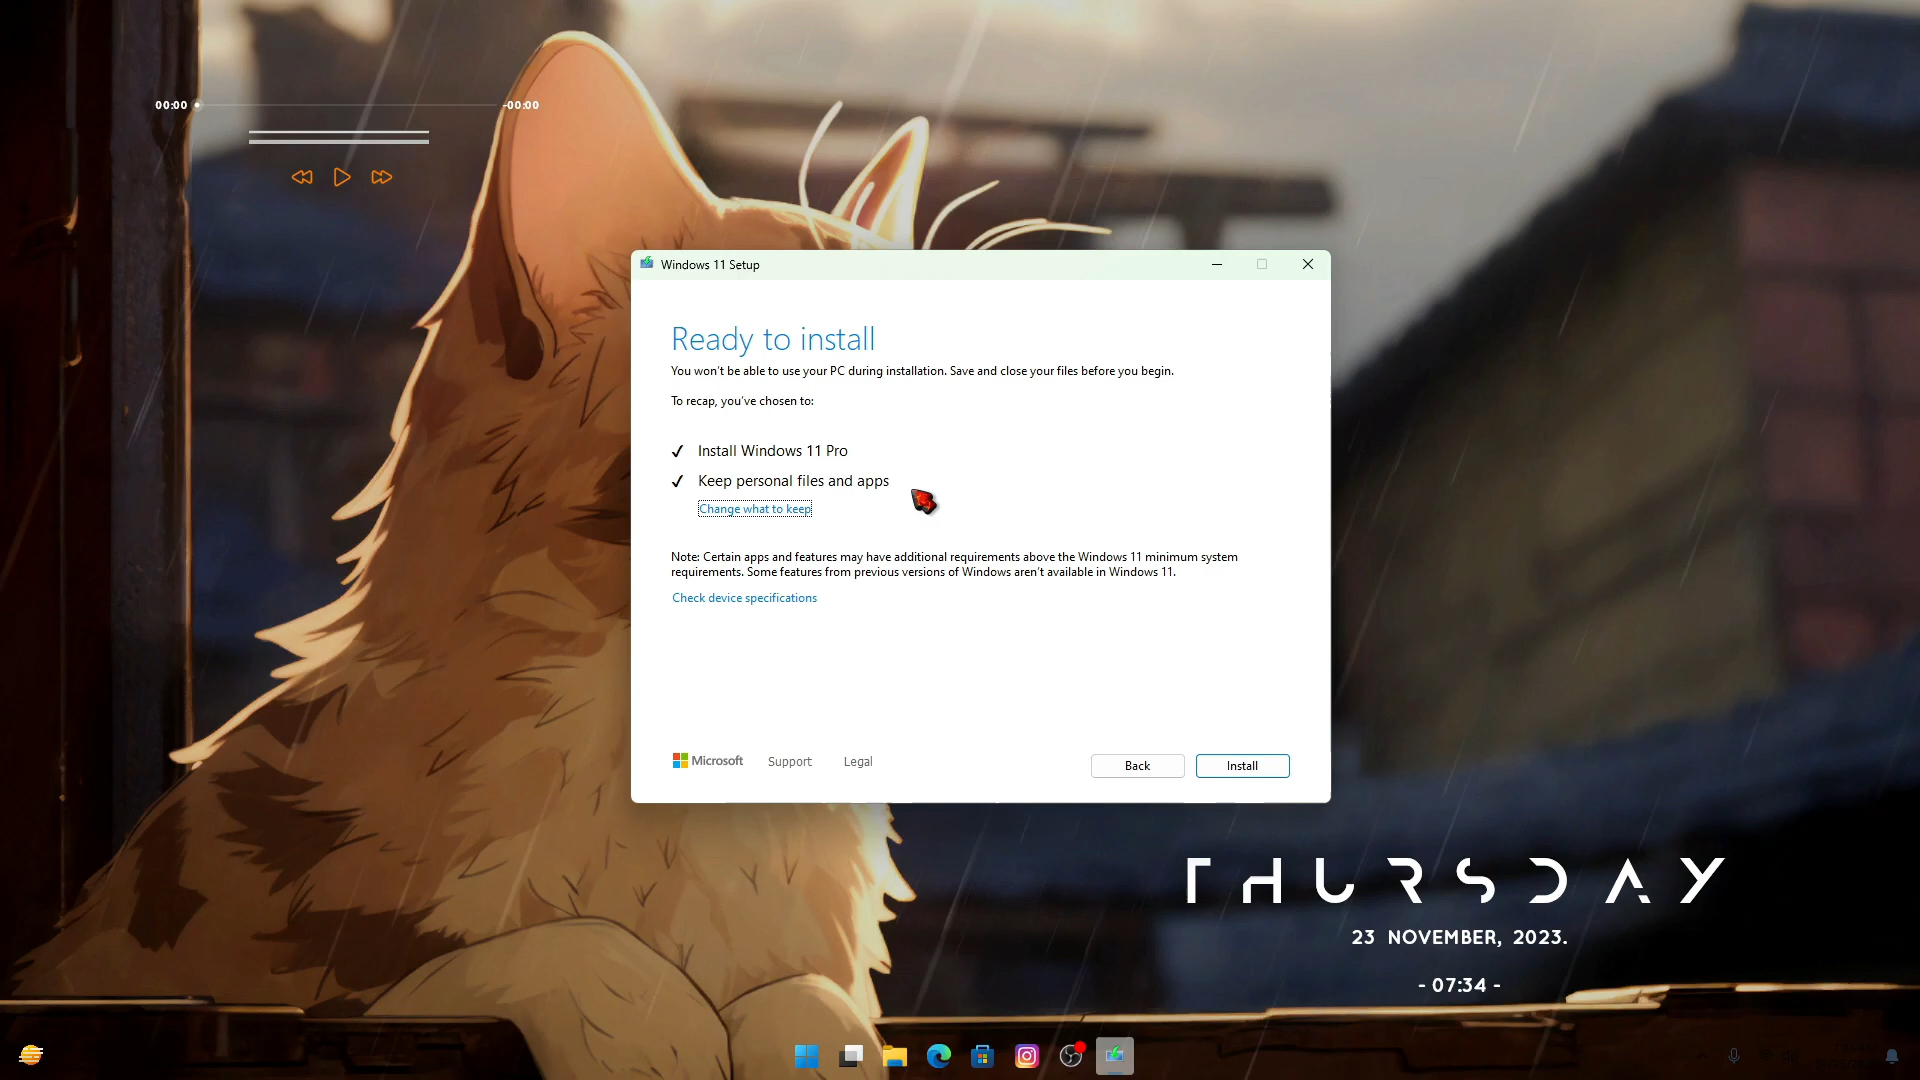 00:00
-00:00
Windows 11 Setup
Ready to install
You won't be able to use your PC during installation. Save and close your files before you begin.
To recap, you've chosen to:
Install Windows 11 Pro
Keep personal files and apps
Change what to keep
Note: Certain apps and features may have additional requirements above the Windows 11 minimum system
requirements. Some features from previous versions of Windows aren't available in Windows 11.
Check device specifications
Microsoft
Support
Legal
Back
Install
THURSDAY
23 NOVEMBER, 2023.
- 07:34 -